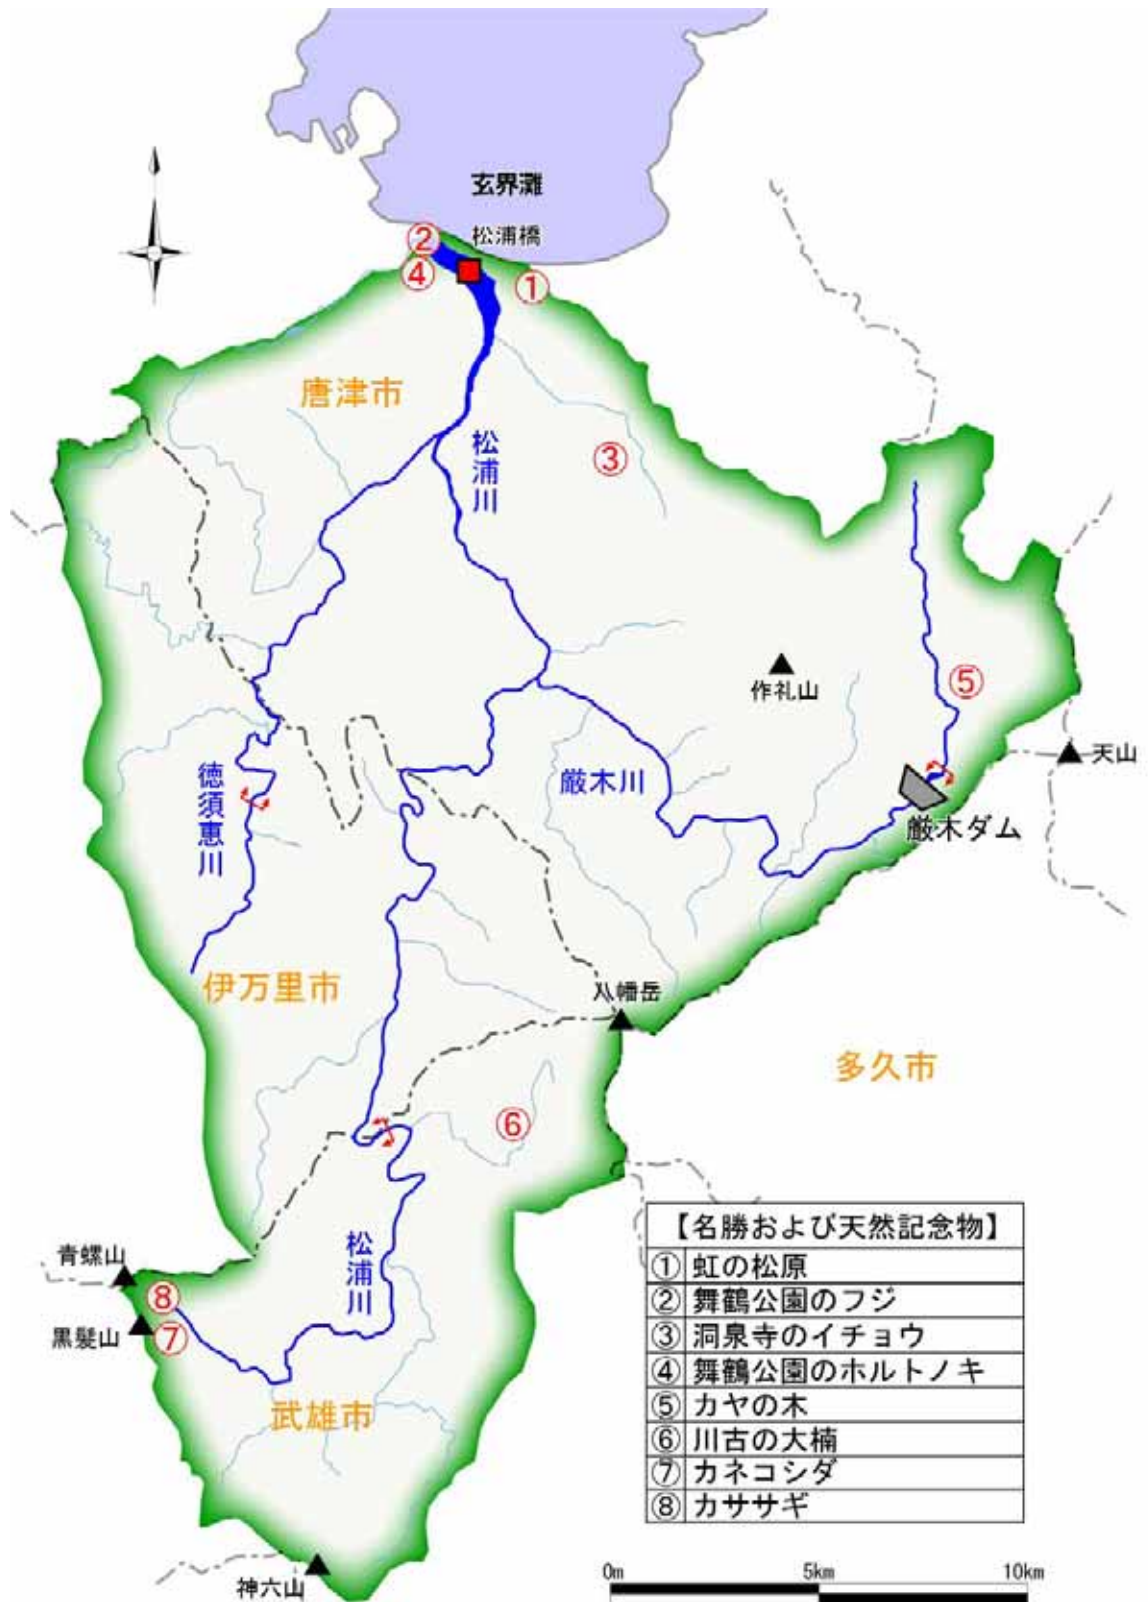 玄界灘
松浦橋
②
④
①
唐津市
松浦川
③
作礼山
⑤
天山
徳須恵川
厳木川
厳木ダム
伊万里市
八幡岳
多久市
⑥
青螺山
⑧
黒髪山
⑦
松浦川
武雄市
神六山
【名勝および天然記念物】
① 虹の松原
② 舞鶴公園のフジ
③ 洞泉寺のイチョウ
④ 舞鶴公園のホルトノキ
⑤ カヤの木
⑥ 川古の大楠
⑦ カネコシダ
⑧ カササギ
0m 5km 10km